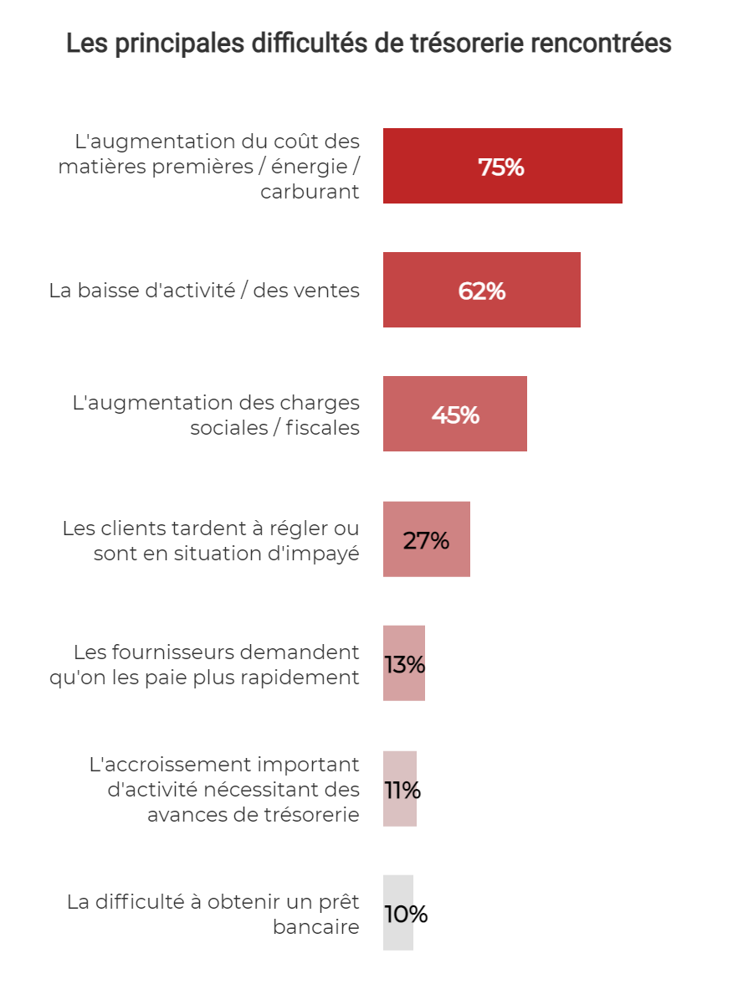 Les principales difficultés de trésorerie rencontrées
L'augmentation du coût des
matières premières / énergie /
carburant
75%
La baisse d'activité / des ventes
62%
L'augmentation des charges
sociales / fiscales
45%
Les clients tardent à régler ou
sont en situation d'impayé
27%
Les fournisseurs demandent
qu'on les paie plus rapidement
13%
L'accroissement important
d'activité nécessitant des
avances de trésorerie
11%
La difficulté à obtenir un prêt
bancaire
10%